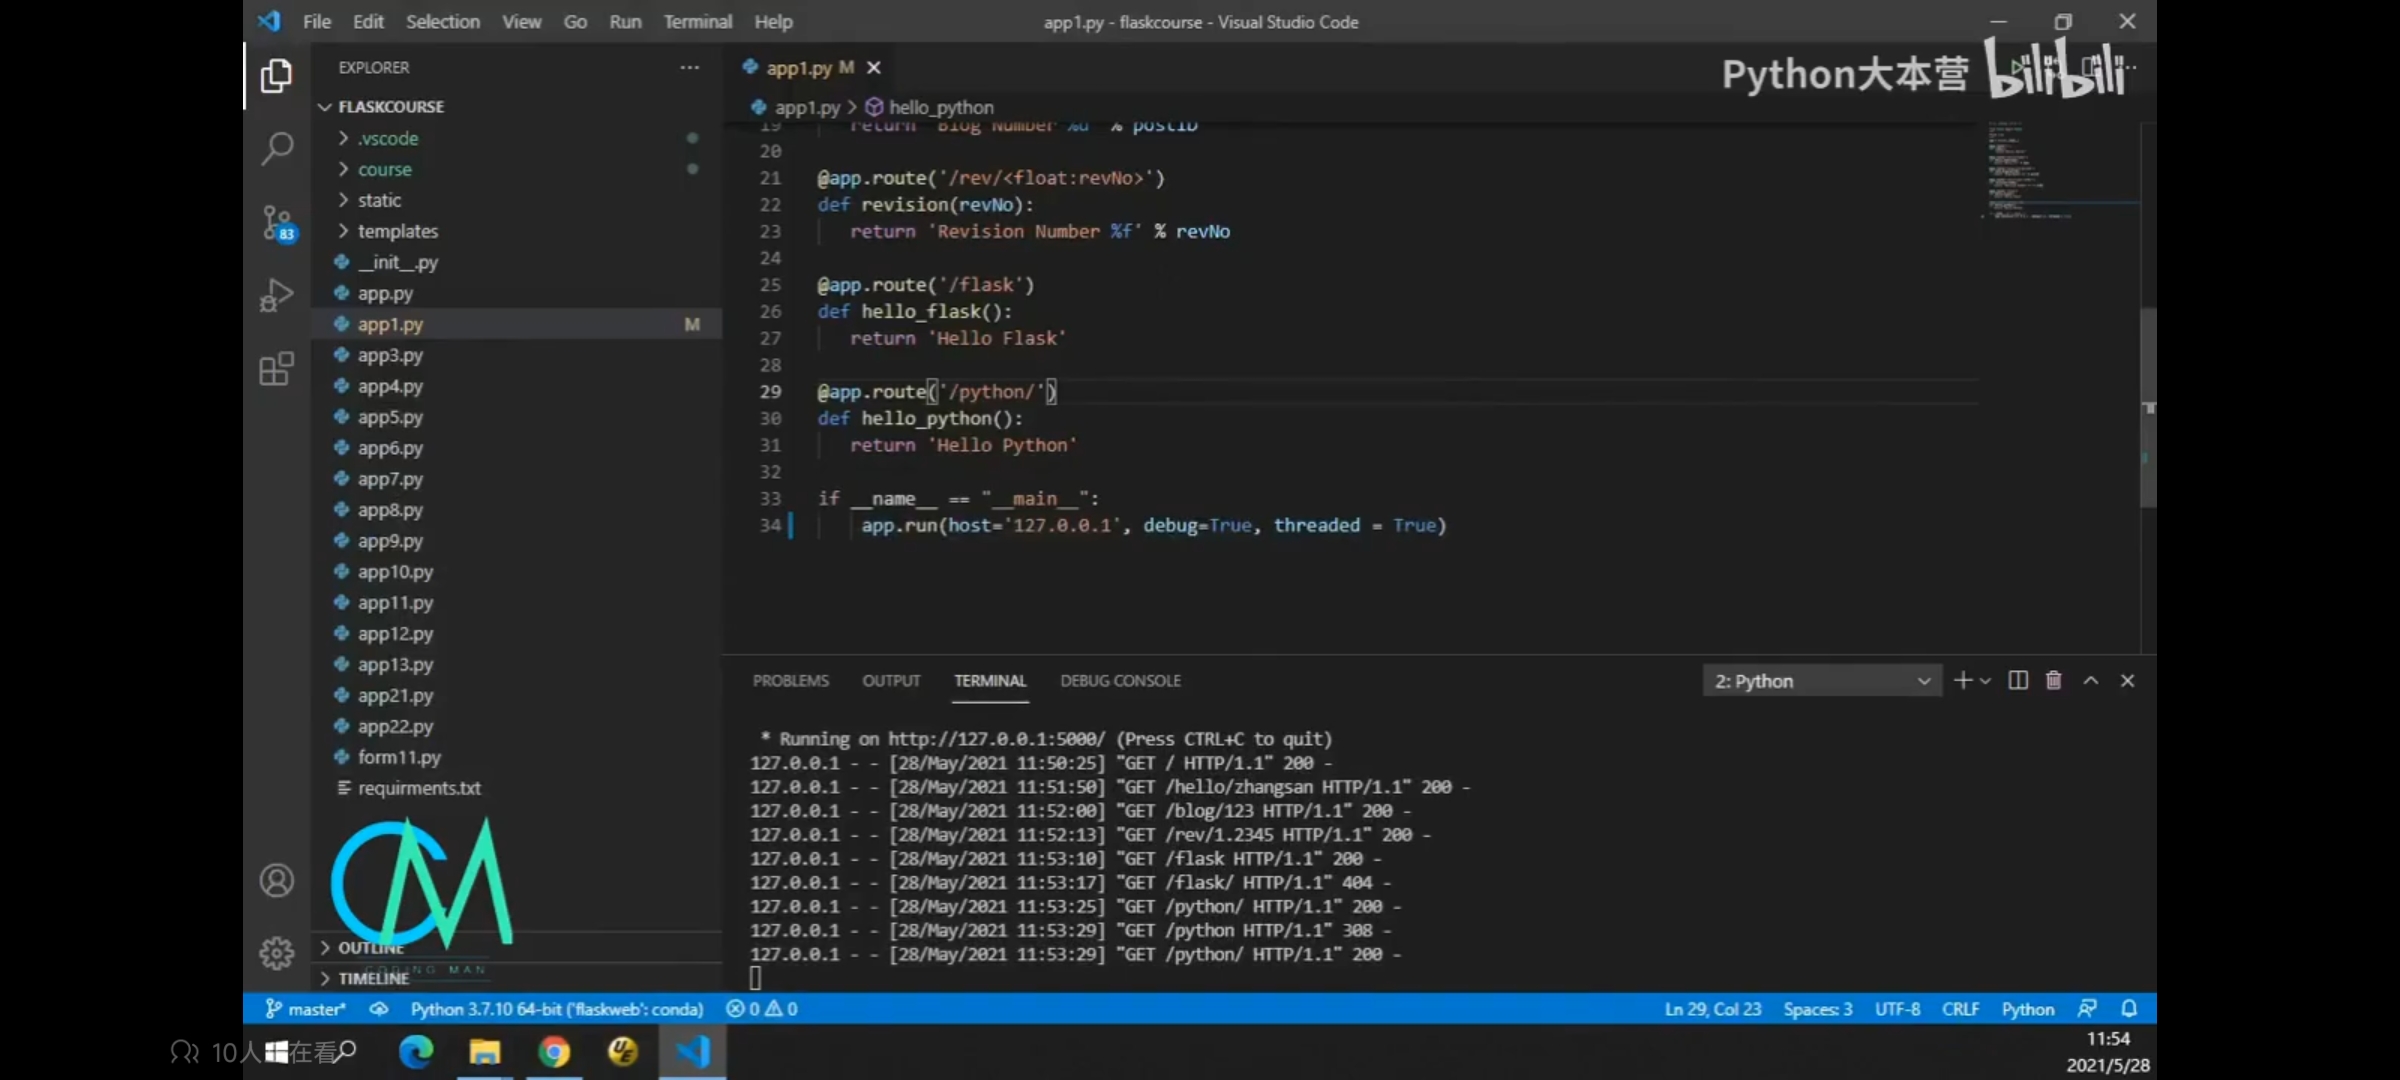 File Edit Selection View Go Run Terminal Help
app1.py - flaskcourse - Visual Studio Code
EXPLORER
app1.py M
Python大本营 bilibili
FLASKCOURSE
app1.py > hello_python
.vscode
course
static
templates
__init__.py
app.py
app1.py M
app3.py
app4.py
app5.py
app6.py
app7.py
app8.py
app9.py
app10.py
app11.py
app12.py
app13.py
app21.py
app22.py
form11.py
requirments.txt
CODING MAN
OUTLINE
TIMELINE
19 return 'Blog Number %d' % postID
20
21 @app.route('/rev/<float:revNo>')
22 def revision(revNo):
23 return 'Revision Number %f' % revNo
24
25 @app.route('/flask')
26 def hello_flask():
27 return 'Hello Flask'
28
29 @app.route('/python/')
30 def hello_python():
31 return 'Hello Python'
32
33 if __name__ == "__main__":
34 app.run(host='127.0.0.1', debug=True, threaded = True)
PROBLEMS OUTPUT TERMINAL DEBUG CONSOLE
2: Python
* Running on http://127.0.0.1:5000/ (Press CTRL+C to quit)
127.0.0.1 - - [28/May/2021 11:50:25] "GET / HTTP/1.1" 200 -
127.0.0.1 - - [28/May/2021 11:51:50] "GET /hello/zhangsan HTTP/1.1" 200 -
127.0.0.1 - - [28/May/2021 11:52:00] "GET /blog/123 HTTP/1.1" 200 -
127.0.0.1 - - [28/May/2021 11:52:13] "GET /rev/1.2345 HTTP/1.1" 200 -
127.0.0.1 - - [28/May/2021 11:53:10] "GET /flask HTTP/1.1" 200 -
127.0.0.1 - - [28/May/2021 11:53:17] "GET /flask/ HTTP/1.1" 404 -
127.0.0.1 - - [28/May/2021 11:53:25] "GET /python/ HTTP/1.1" 200 -
127.0.0.1 - - [28/May/2021 11:53:29] "GET /python HTTP/1.1" 308 -
127.0.0.1 - - [28/May/2021 11:53:29] "GET /python/ HTTP/1.1" 200 -
83
master* Python 3.7.10 64-bit ('flaskweb': conda) 0 0
Ln 29, Col 23 Spaces: 3 UTF-8 CRLF Python
10人在看
UE
11:54
2021/5/28